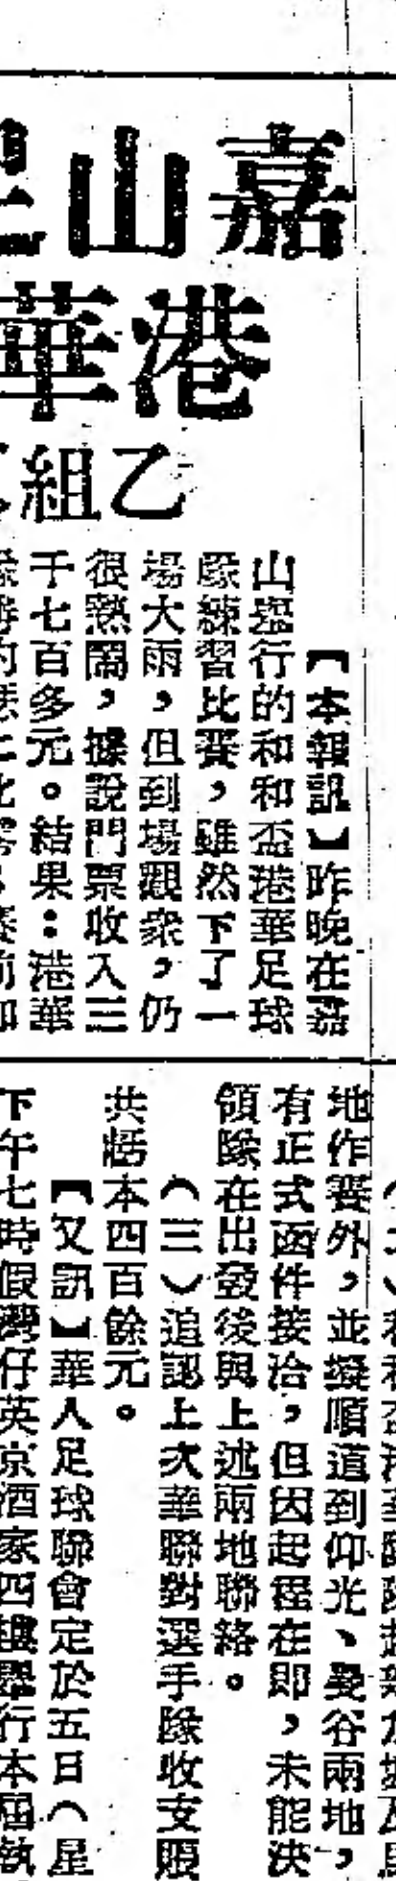 嘉山
港華
乙組
【本報訊】昨晚在嘉
山舉行的和和盃港華足球
隊練習比賽，雖然下了一
場大雨，但到場觀衆，仍
很熱鬧，據說門票收入三
千七百多元。結果：港華
地作賽外，並擬順道到仰光、曼谷兩地，
有正式函件接洽，但因起程在即，未能決
領隊在出發後與上述兩地聯絡。
（三）追認上次華聯對選手隊收支賬
共虧本四百餘元。
【又訊】華人足球聯會定於五日（星
下午七時假灣仔英京酒家四樓舉行本屆執